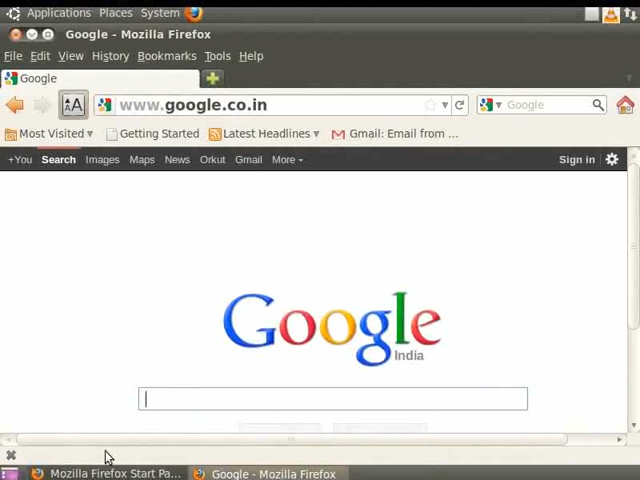 Applications Places System
Google - Mozilla Firefox
File Edit View History Bookmarks Tools Help
Google
AA www.google.co.in Google
Most Visited Getting Started Latest Headlines Gmail: Email from ...
+You Search Images Maps News Orkut Gmail More Sign in
Google
India
Mozilla Firefox Start Pa... Google - Mozilla Firefox